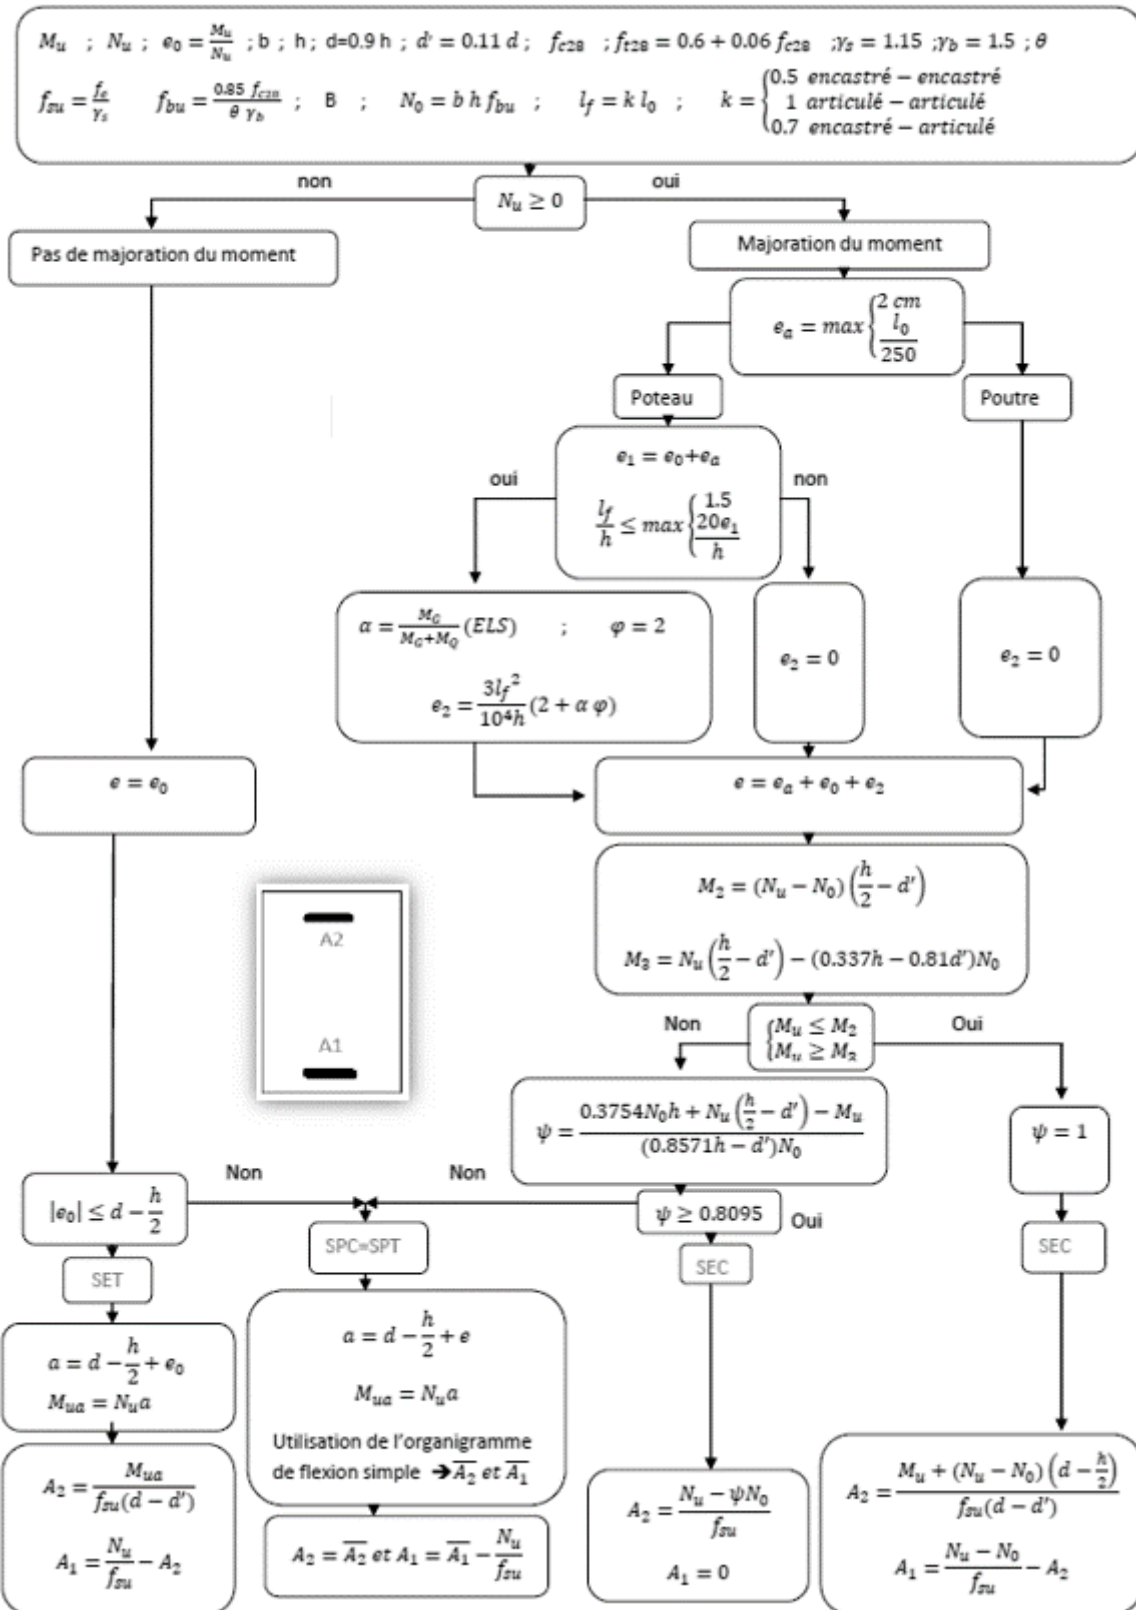 M_u ; N_u ; e_0 = M_u/N_u ; b ; h ; d=0.9 h ; d' = 0.11 d ; f_c28 ; f_t28 = 0.6 + 0.06 f_c28 ; γ_s = 1.15 ; γ_b = 1.5 ; θ
f_su = f_e/γ_s f_bu = 0.85 f_c28/θ γ_b ; B ; N_0 = b h f_bu ; l_f = k l_0 ; k = {0.5 encastré − encastré
1 articulé − articulé
0.7 encastré − articulé
non
N_u ≥ 0
oui
Pas de majoration du moment
Majoration du moment
e_a = max {2 cm
l_0/250
Poteau
Poutre
e_1 = e_0+e_a
oui
non
l_f/h ≤ max {1.5
20e_1/h
α = M_G/M_G+M_Q (ELS) ; φ = 2
e_2 = 3l_f²/10⁴h (2 + α φ)
e_2 = 0
e_2 = 0
e = e_0
e = e_a + e_0 + e_2
M_2 = (N_u − N_0)(h/2 − d')
M_3 = N_u(h/2 − d') − (0.337h − 0.81d')N_0
A2
A1
Non
{M_u ≤ M_2
M_u ≥ M_3
Oui
ψ = 0.3754N_0h + N_u(h/2 − d') − M_u/(0.8571h − d')N_0
ψ = 1
|e_0| ≤ d − h/2
Non
Non
ψ ≥ 0.8095
Oui
SET
SPC=SPT
SEC
SEC
a = d − h/2 + e_0
M_ua = N_u a
a = d − h/2 + e
M_ua = N_u a
Utilisation de l'organigramme
de flexion simple ➔ A̅_2 et A̅_1
A_2 = M_ua/f_su(d − d')
A_1 = N_u/f_su − A_2
A_2 = A̅_2 et A_1 = A̅_1 − N_u/f_su
A_2 = N_u − ψN_0/f_su
A_1 = 0
A_2 = M_u + (N_u − N_0)(d − h/2)/f_su(d − d')
A_1 = N_u − N_0/f_su − A_2